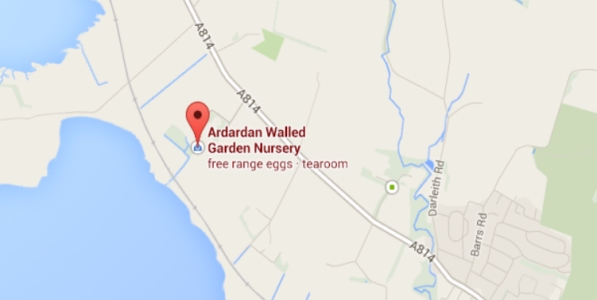 A814
A814
Ardardan Walled
Garden Nursery
free range eggs · tearoom
Darleith Rd
Barrs Rd
A814